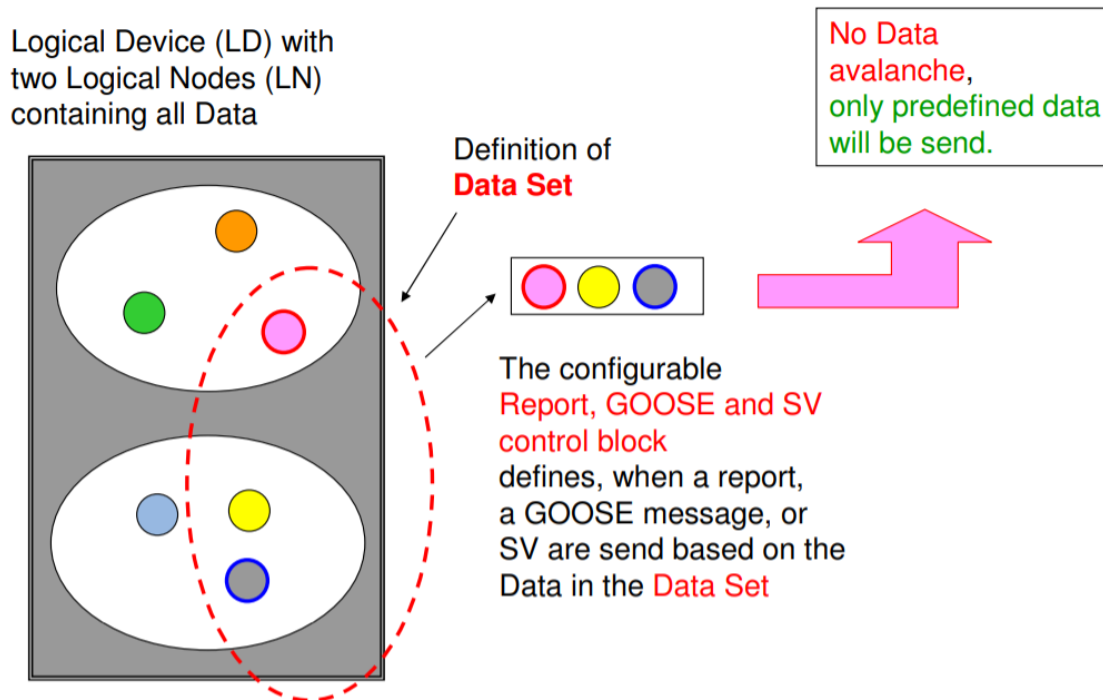 Logical Device (LD) with
two Logical Nodes (LN)
containing all Data
Definition of
Data Set
No Data
avalanche,
only predefined data
will be send.
The configurable
Report, GOOSE and SV
control block
defines, when a report,
a GOOSE message, or
SV are send based on the
Data in the Data Set